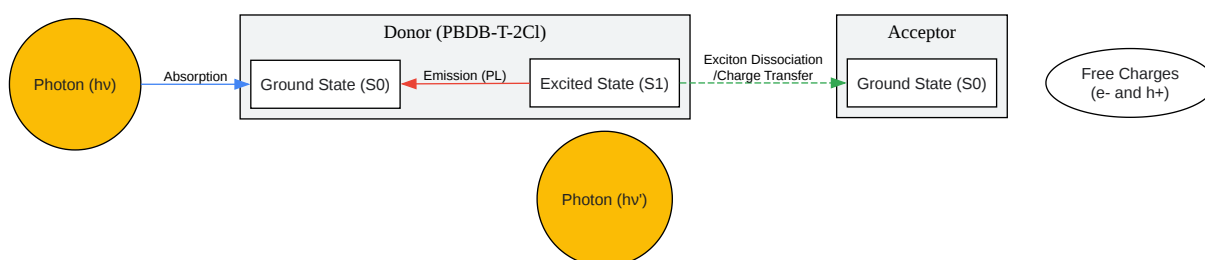 Photon (hν)
Absorption
Donor (PBDB-T-2Cl)
Ground State (S0)
Emission (PL)
Excited State (S1)
Exciton Dissociation
/Charge Transfer
Acceptor
Ground State (S0)
Free Charges
(e- and h+)
Photon (hν')